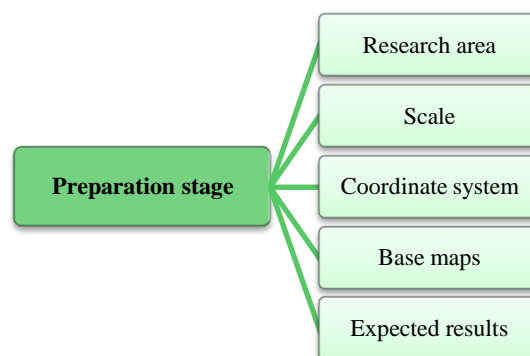 Preparation stage
Research area
Scale
Coordinate system
Base maps
Expected results